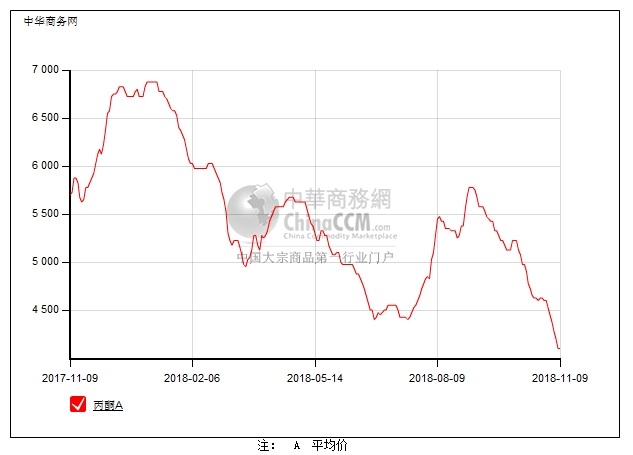 中华商务网
7 000
6 500
6 000
5 500
5 000
4 500
中華商務網
ChinaCCM.com
China Commodity Marketplace
中国大宗商品第一行业门户
2017-11-09 2018-02-06 2018-05-14 2018-08-09 2018-11-09
丙酮A
注： A 平均价